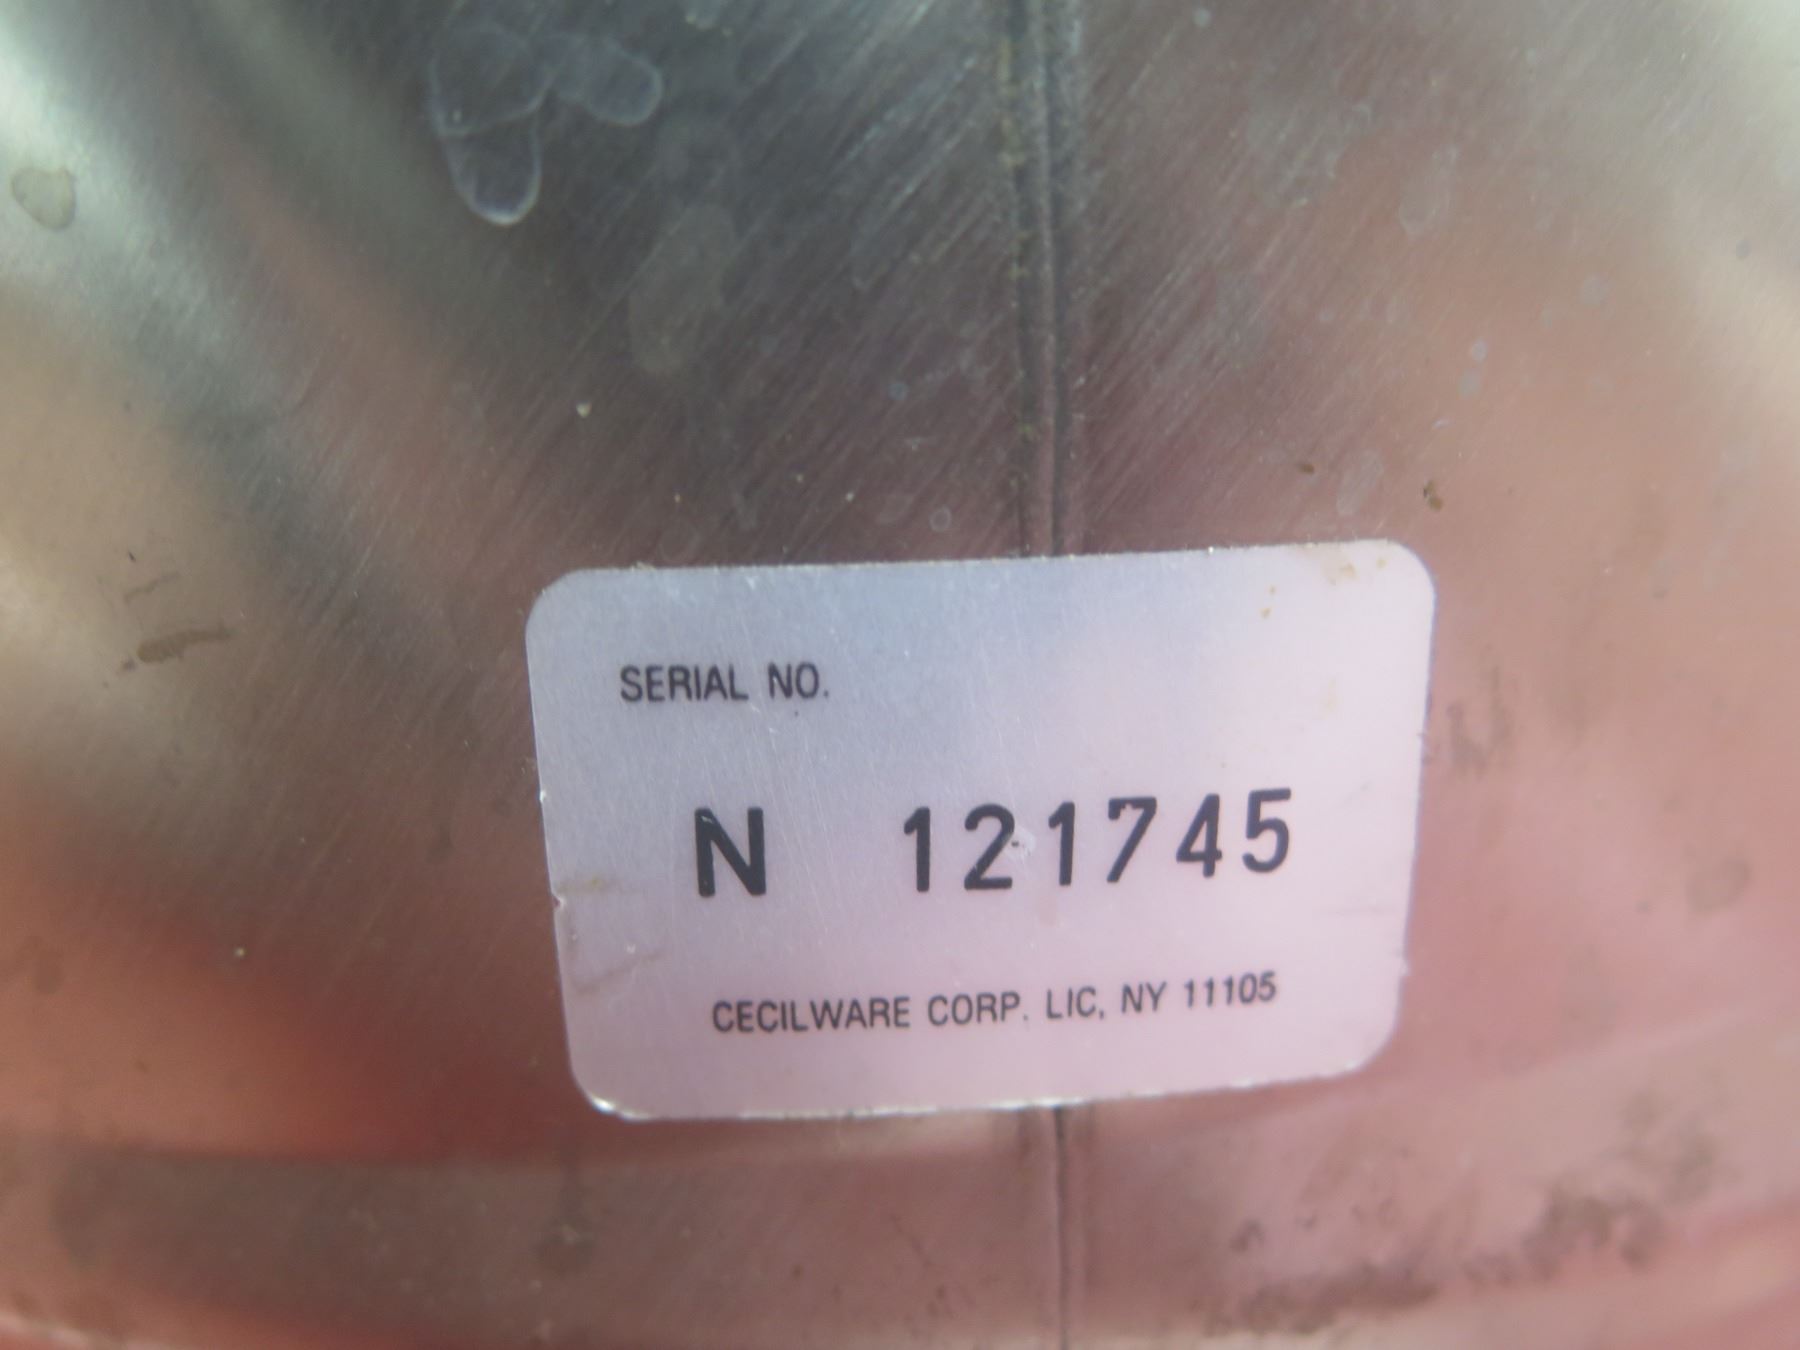 SERIAL NO.
N 121745
CECILWARE CORP. LIC, NY 11105